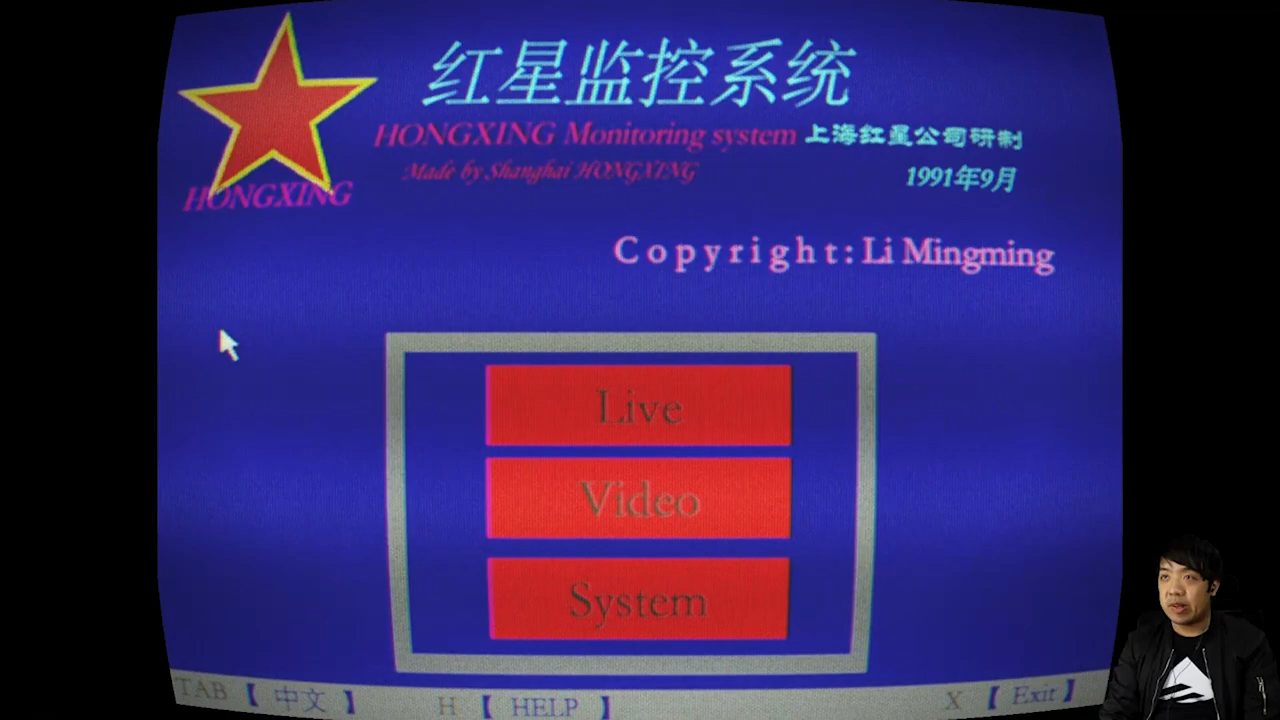 红星监控系统
HONGXING Monitoring system 上海红星公司研制
Made by Shanghai HONGXING
1991年9月
HONGXING
Copyright: Li Mingming
Live
Video
System
TAB 【 中文 】 H 【 HELP 】 X 【 Exit 】